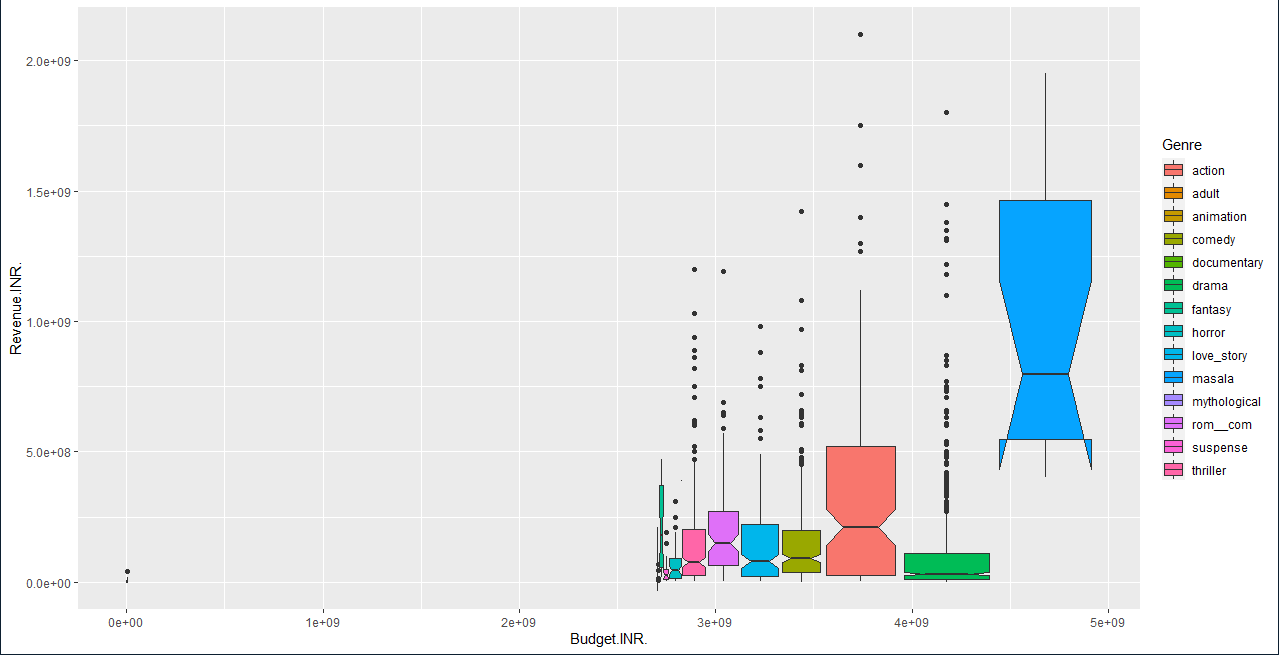 2.0e+09
1.5e+09
1.0e+09
5.0e+08
0.0e+00
Revenue.INR.
0e+00 1e+09 2e+09 3e+09 4e+09 5e+09
Budget.INR.
Genre
action
adult
animation
comedy
documentary
drama
fantasy
horror
love_story
masala
mythological
rom__com
suspense
thriller